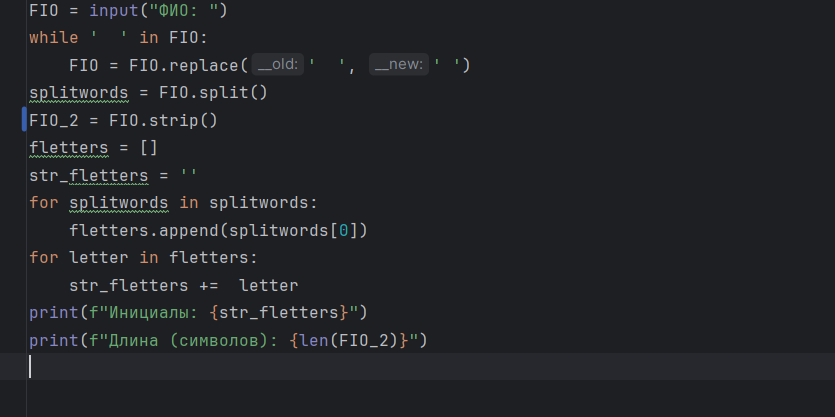 FIO = input("ФИО: ")
while '  ' in FIO:
    FIO = FIO.replace(__old: '  ', __new: ' ')
splitwords = FIO.split()
FIO_2 = FIO.strip()
fletters = []
str_fletters = ''
for splitwords in splitwords:
    fletters.append(splitwords[0])
for letter in fletters:
    str_fletters +=  letter
print(f"Инициалы: {str_fletters}")
print(f"Длина (символов): {len(FIO_2)}")